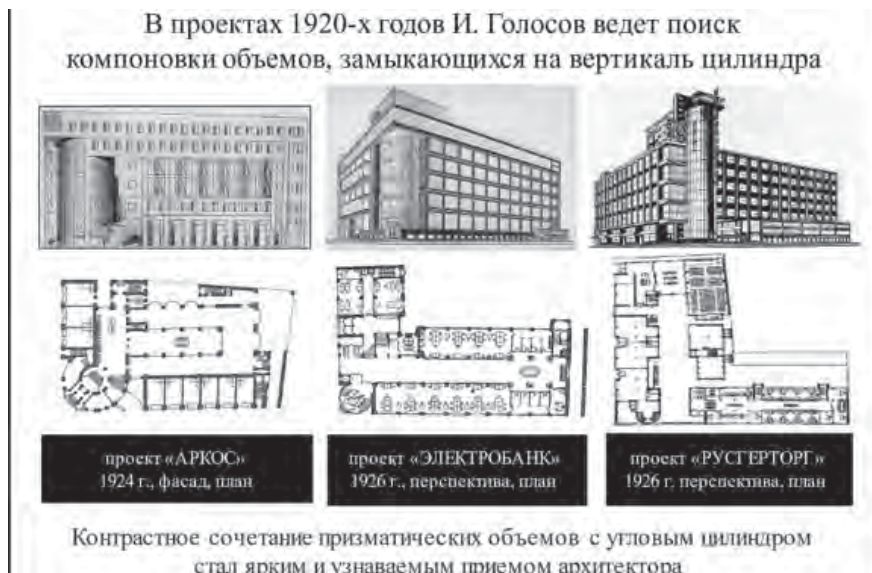 В проектах 1920-х годов И. Голосов ведет поиск
компоновки объемов, замыкающихся на вертикаль цилиндра
проект «АРКОС»
1924 г., фасад, план
проект «ЭЛЕКТРОБАНК»
1926 г., перспектива, план
проект «РУСГЕРТОРГ»
1926 г. перспектива, план
Контрастное сочетание призматических объемов с угловым цилиндром
стал ярким и узнаваемым приемом архитектора